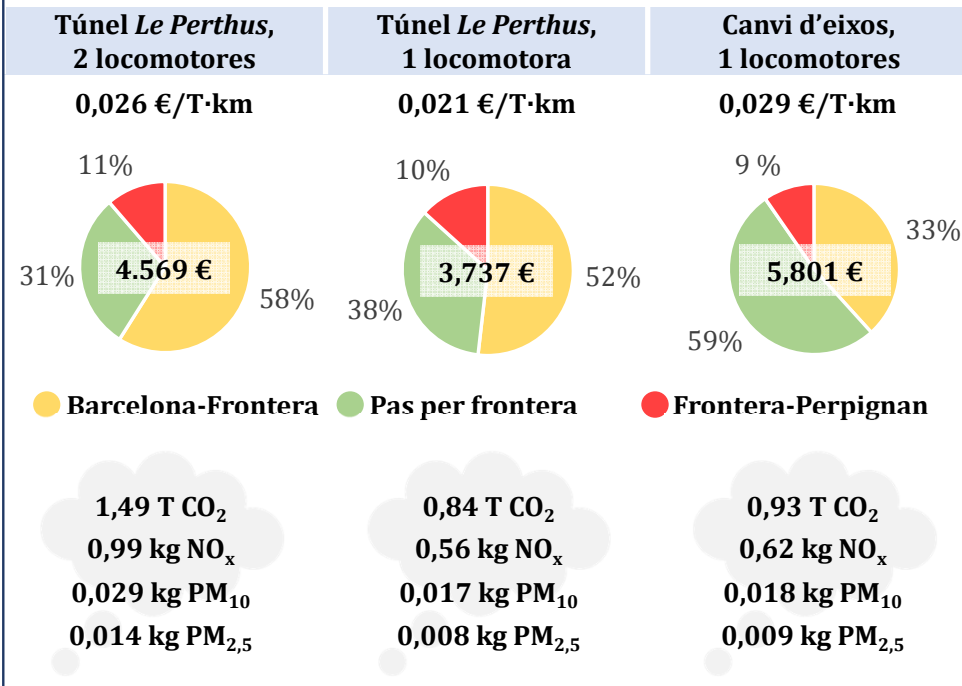 Túnel Le Perthus,
2 locomotores
Túnel Le Perthus,
1 locomotora
Canvi d'eixos,
1 locomotores
0,026 €/T·km
0,021 €/T·km
0,029 €/T·km
11%
31%
58%
4.569 €
10%
38%
52%
3,737 €
9 %
33%
59%
5,801 €
Barcelona-Frontera
Pas per frontera
Frontera-Perpignan
1,49 T CO₂
0,99 kg NOₓ
0,029 kg PM₁₀
0,014 kg PM₂,₅
0,84 T CO₂
0,56 kg NOₓ
0,017 kg PM₁₀
0,008 kg PM₂,₅
0,93 T CO₂
0,62 kg NOₓ
0,018 kg PM₁₀
0,009 kg PM₂,₅